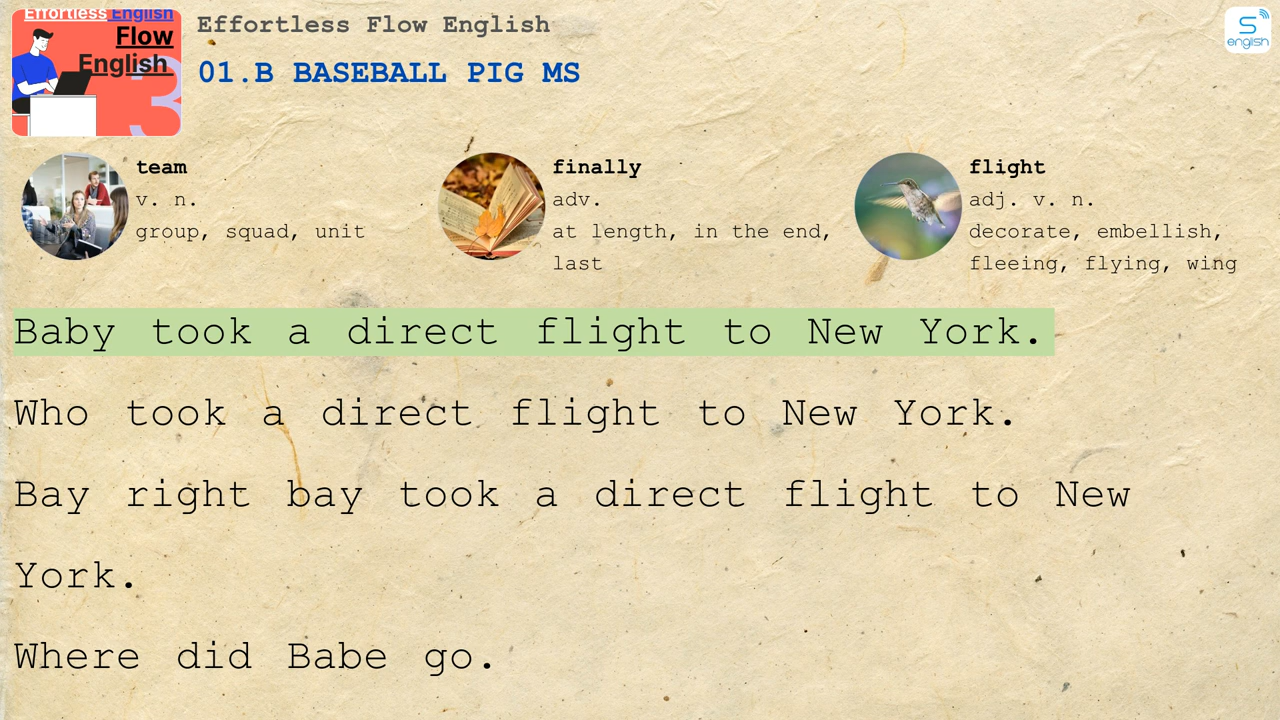 Effortless English
Flow
English
3
Effortless Flow English
01.B BASEBALL PIG MS
S
english
team
v. n.
group, squad, unit
finally
adv.
at length, in the end,
last
flight
adj. v. n.
decorate, embellish,
fleeing, flying, wing
Baby took a direct flight to New York.
Who took a direct flight to New York.
Bay right bay took a direct flight to New
York.
Where did Babe go.